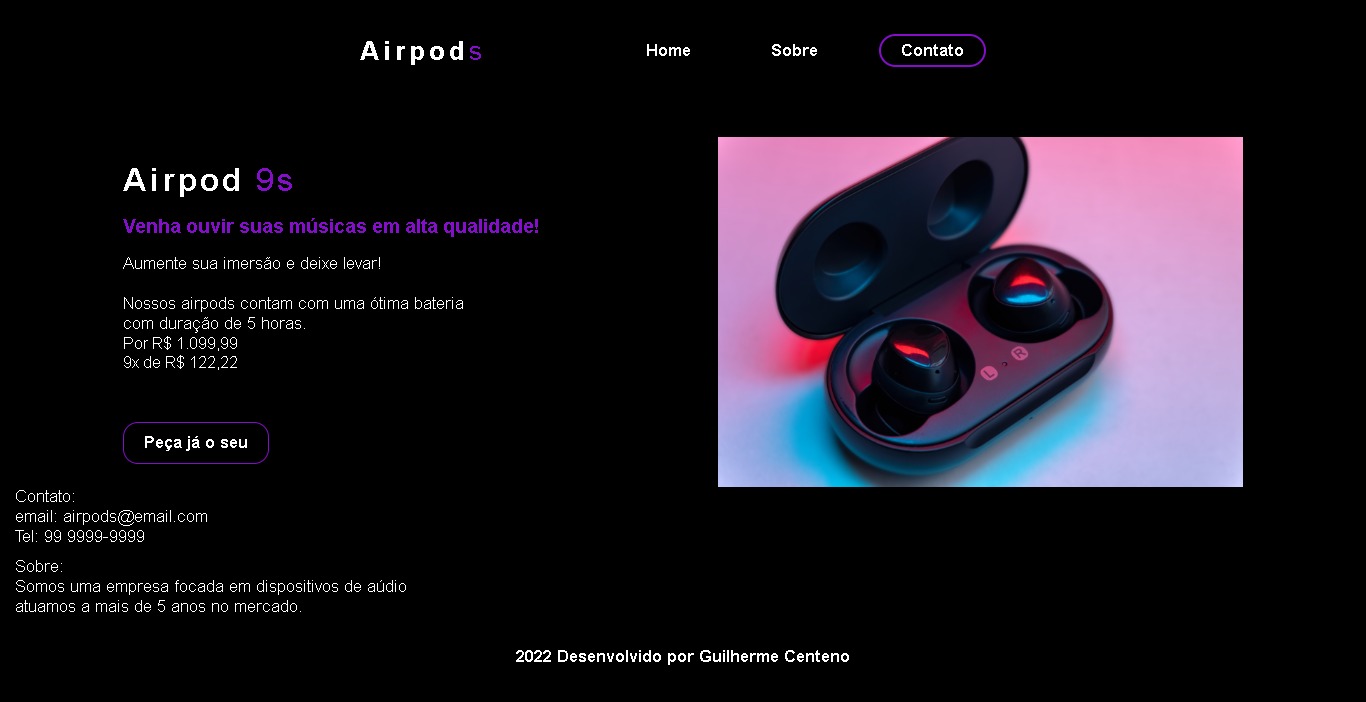 Airpods
Home
Sobre
Contato
Airpod 9s
Venha ouvir suas músicas em alta qualidade!
Aumente sua imersão e deixe levar!
Nossos airpods contam com uma ótima bateria
com duração de 5 horas.
Por R$ 1.099,99
9x de R$ 122,22
Peça já o seu
L
R
Contato:
email: airpods@email.com
Tel: 99 9999-9999
Sobre:
Somos uma empresa focada em dispositivos de aúdio
atuamos a mais de 5 anos no mercado.
2022 Desenvolvido por Guilherme Centeno